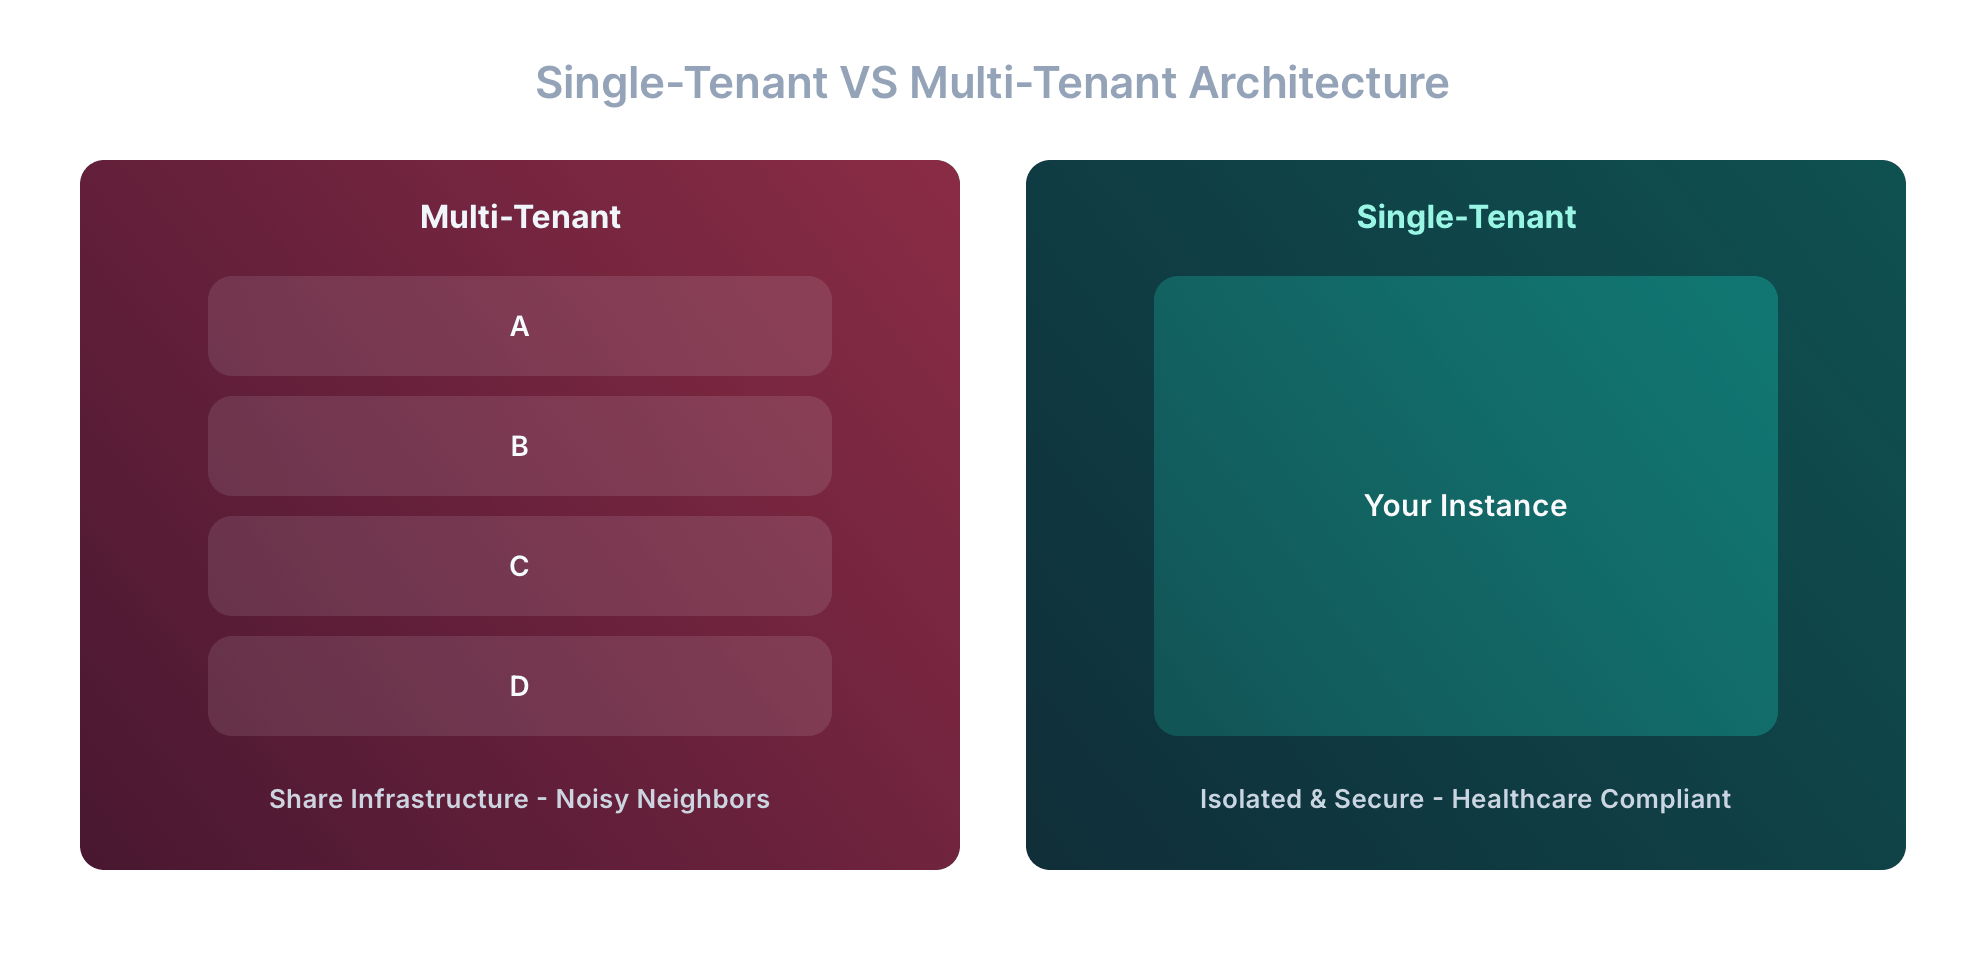 Single-Tenant VS Multi-Tenant Architecture
Multi-Tenant
A
B
C
D
Share Infrastructure - Noisy Neighbors
Single-Tenant
Your Instance
Isolated & Secure - Healthcare Compliant